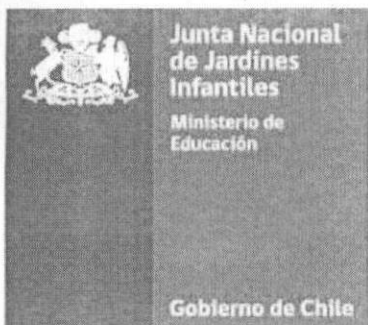 Junta Nacional
de Jardines
Infantiles
Ministerio de
Educación
Gobierno de Chile